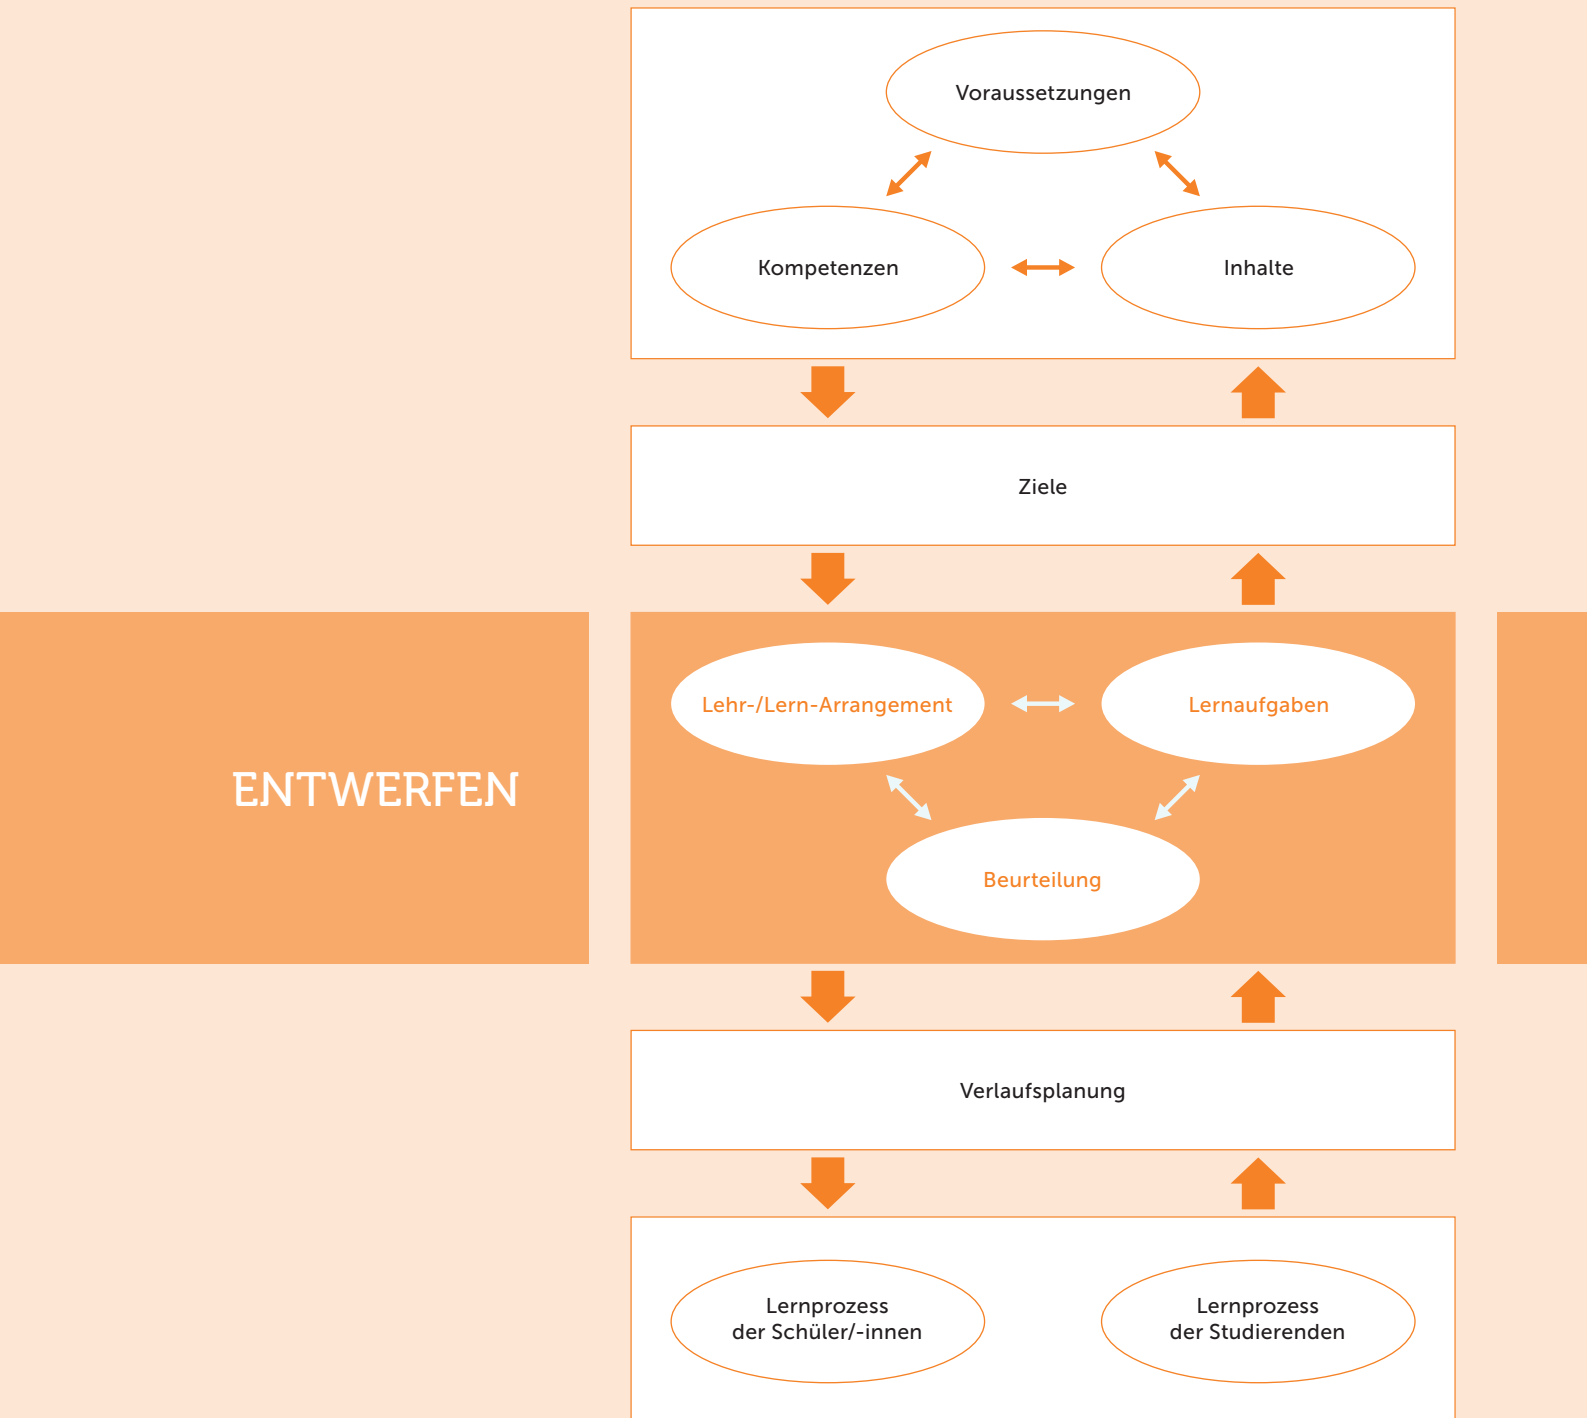 Voraussetzungen
Kompetenzen
Inhalte
Ziele
Lehr-/Lern-Arrangement
Lernaufgaben
ENTWERFEN
Beurteilung
Verlaufsplanung
Lernprozess
der Schüler/-innen
Lernprozess
der Studierenden